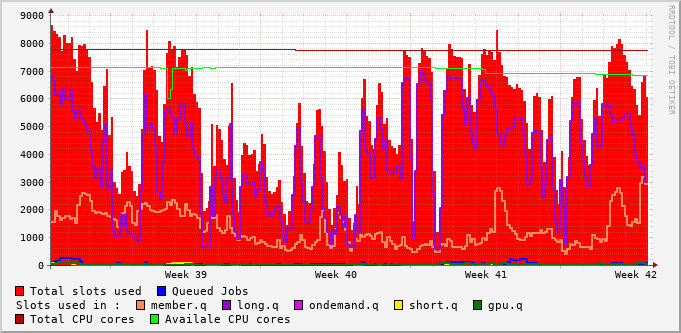 9000
8000
7000
6000
5000
4000
3000
2000
1000
0
Week 39 Week 40 Week 41 Week 42
Total slots used Queued Jobs
Slots used in : member.q long.q ondemand.q short.q gpu.q
Total CPU cores Availale CPU cores
RRDTOOL / TOBI OETIKER